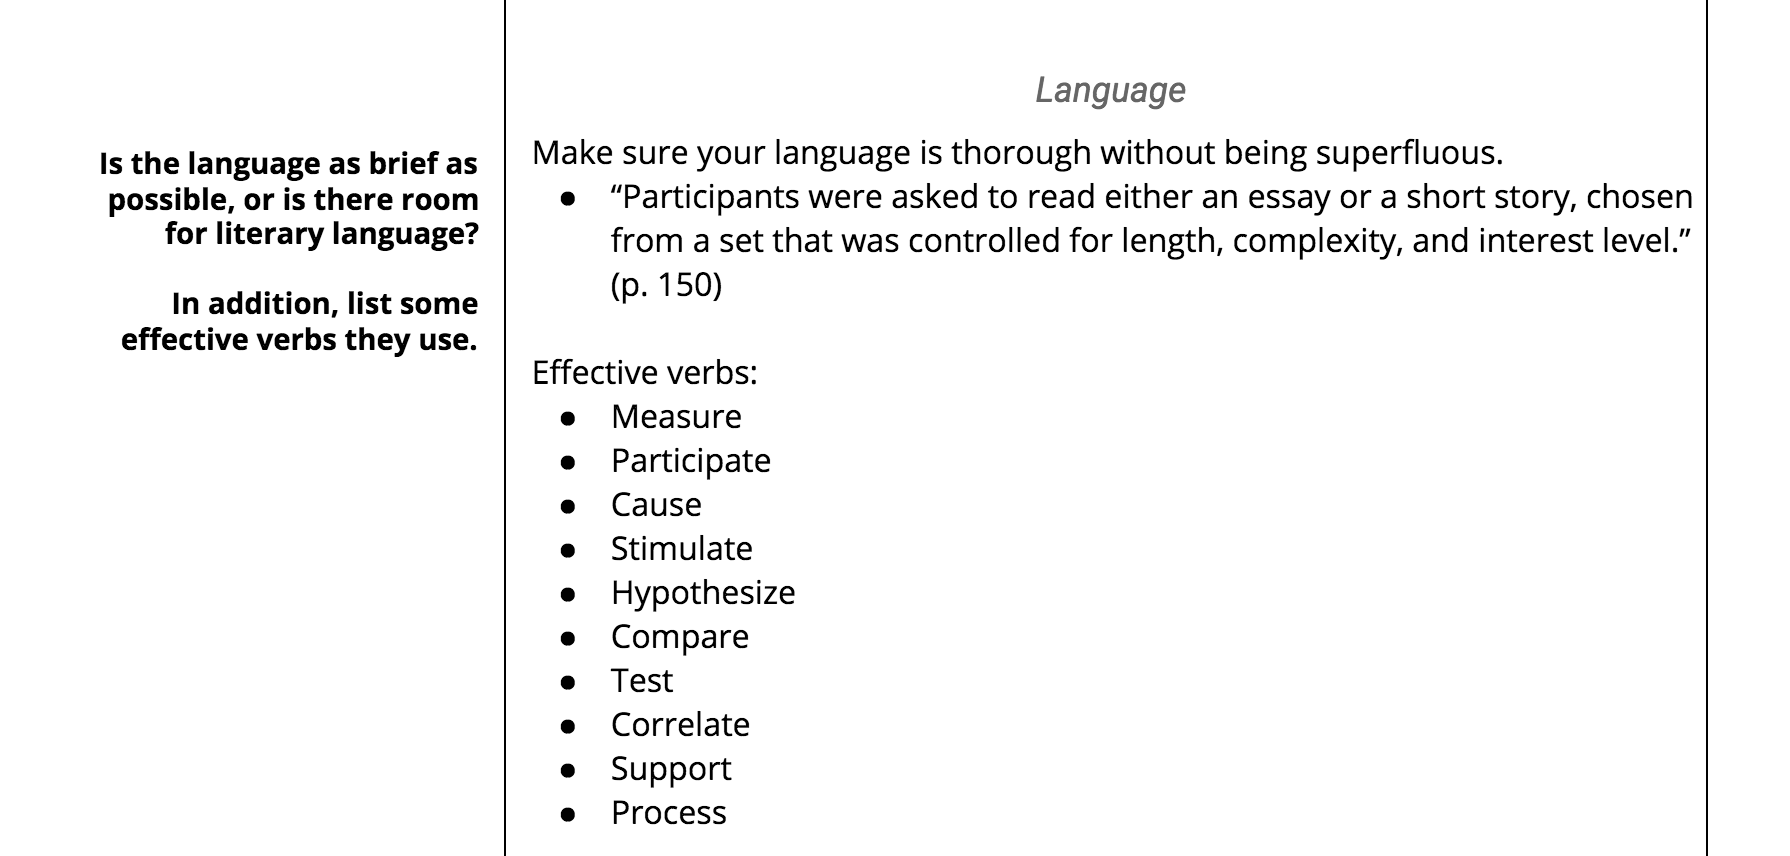 Language
Is the language as brief as
possible, or is there room
for literary language?
In addition, list some
effective verbs they use.
Make sure your language is thorough without being superfluous.
● “Participants were asked to read either an essay or a short story, chosen
from a set that was controlled for length, complexity, and interest level.”
(p. 150)
Effective verbs:
● Measure
● Participate
● Cause
● Stimulate
● Hypothesize
● Compare
● Test
● Correlate
● Support
● Process